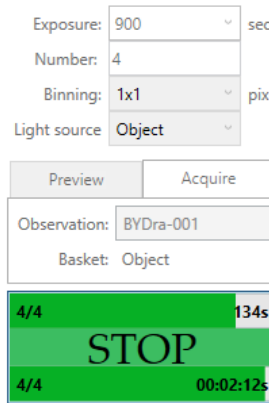 Exposure: 900 sec
Number: 4
Binning: 1x1 pix
Light source Object
Preview Acquire
Observation: BYDra-001
Basket: Object
4/4 134s
STOP
4/4 00:02:12s